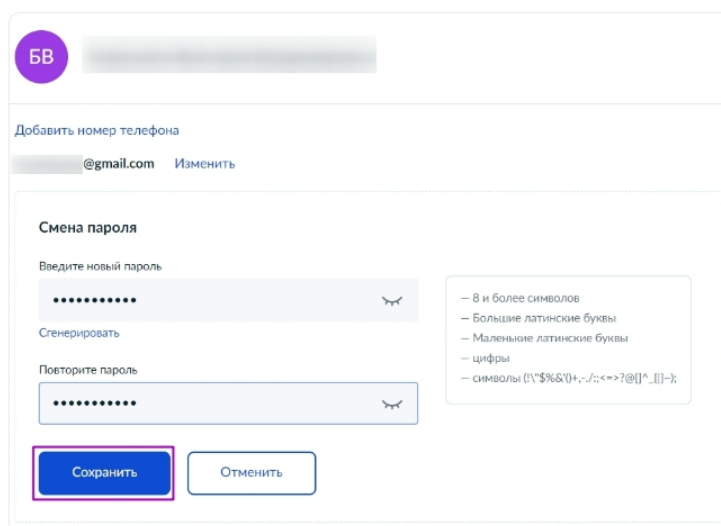 БВ
Добавить номер телефона
@gmail.com Изменить
Смена пароля
Введите новый пароль
•••••••••••
Сгенерировать
Повторите пароль
•••••••••••
— 8 и более символов
— Большие латинские буквы
— Маленькие латинские буквы
— цифры
— символы (!\"$%&'()+,-./:;<=>?@[]^_{|}~);
Сохранить Отменить